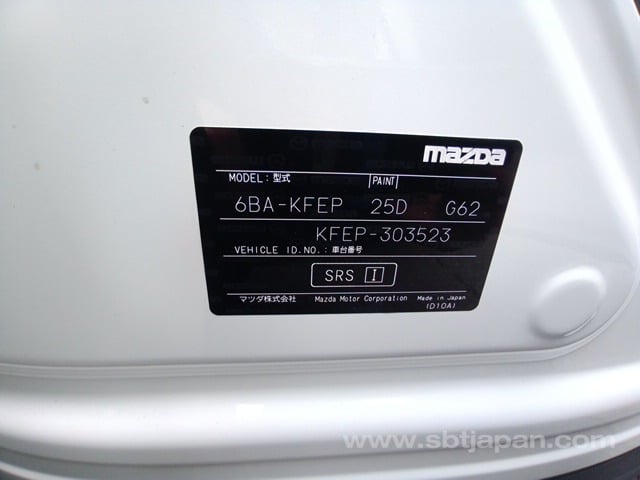 mazda
MODEL: 型式 PAINT
6BA-KFEP 25D G62
KFEP-303523
VEHICLE ID.NO.: 車台番号
SRS I
マツダ株式会社 Mazda Motor Corporation Made in Japan
(D10A)
www.sbtjapan.com